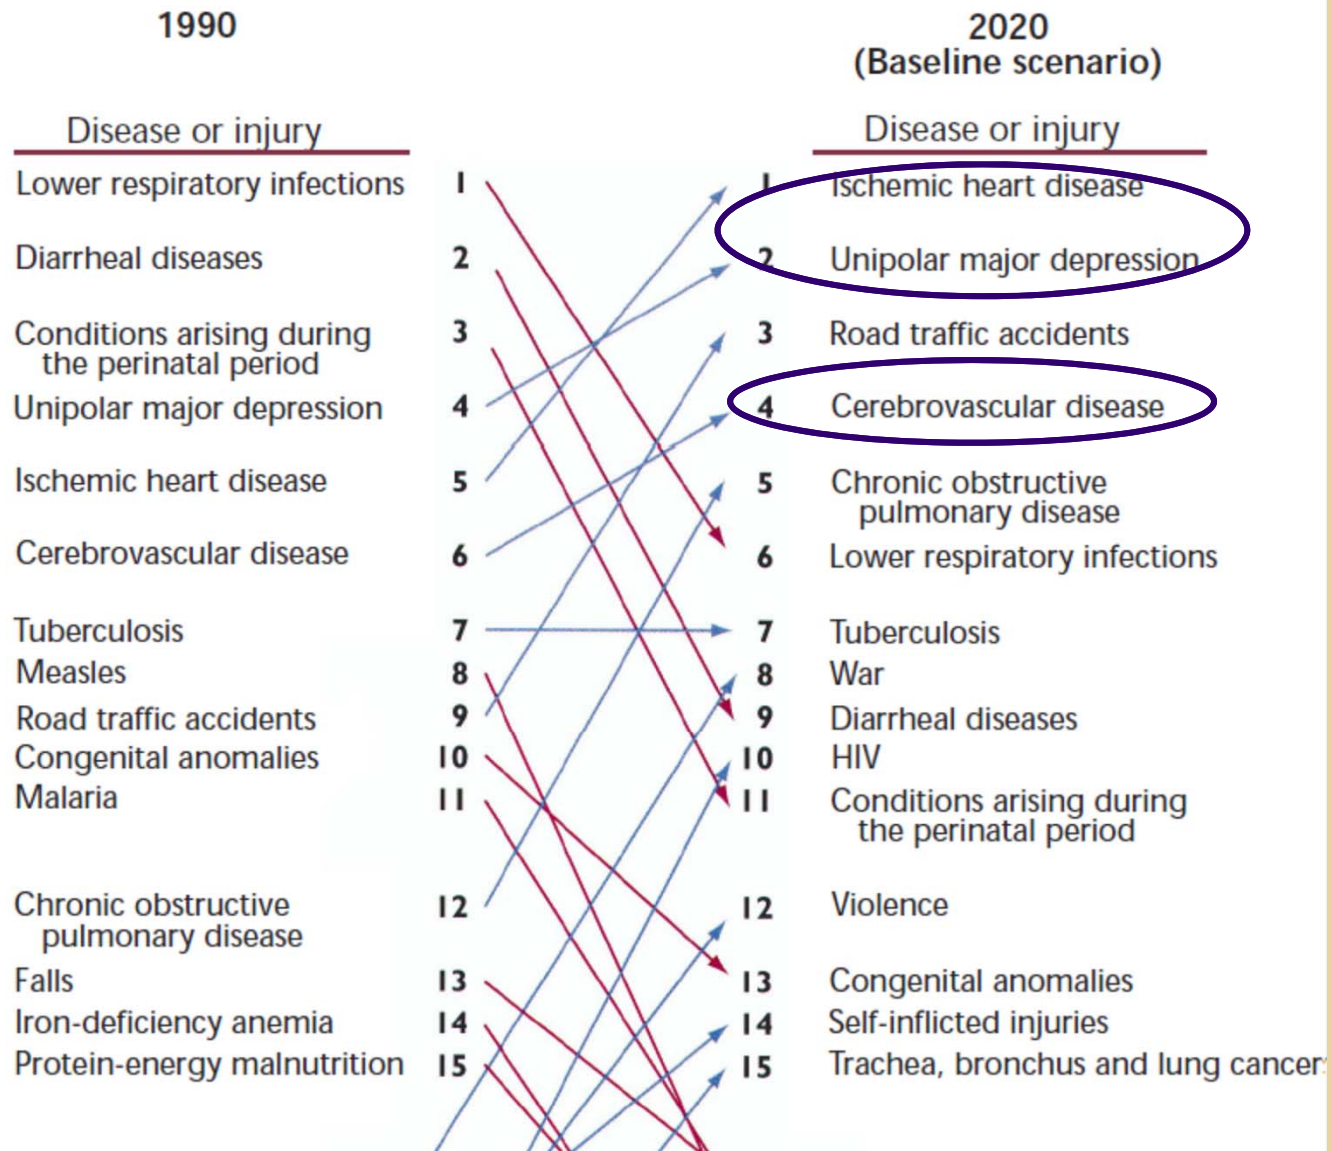 1990
Disease or injury
Lower respiratory infections 1
Diarrheal diseases 2
Conditions arising during 3
the perinatal period
Unipolar major depression 4
Ischemic heart disease 5
Cerebrovascular disease 6
Tuberculosis 7
Measles 8
Road traffic accidents 9
Congenital anomalies 10
Malaria 11
Chronic obstructive 12
pulmonary disease
Falls 13
Iron-deficiency anemia 14
Protein-energy malnutrition 15
2020
(Baseline scenario)
Disease or injury
1 Ischemic heart disease
2 Unipolar major depression
3 Road traffic accidents
4 Cerebrovascular disease
5 Chronic obstructive
pulmonary disease
6 Lower respiratory infections
7 Tuberculosis
8 War
9 Diarrheal diseases
10 HIV
11 Conditions arising during
the perinatal period
12 Violence
13 Congenital anomalies
14 Self-inflicted injuries
15 Trachea, bronchus and lung cancers